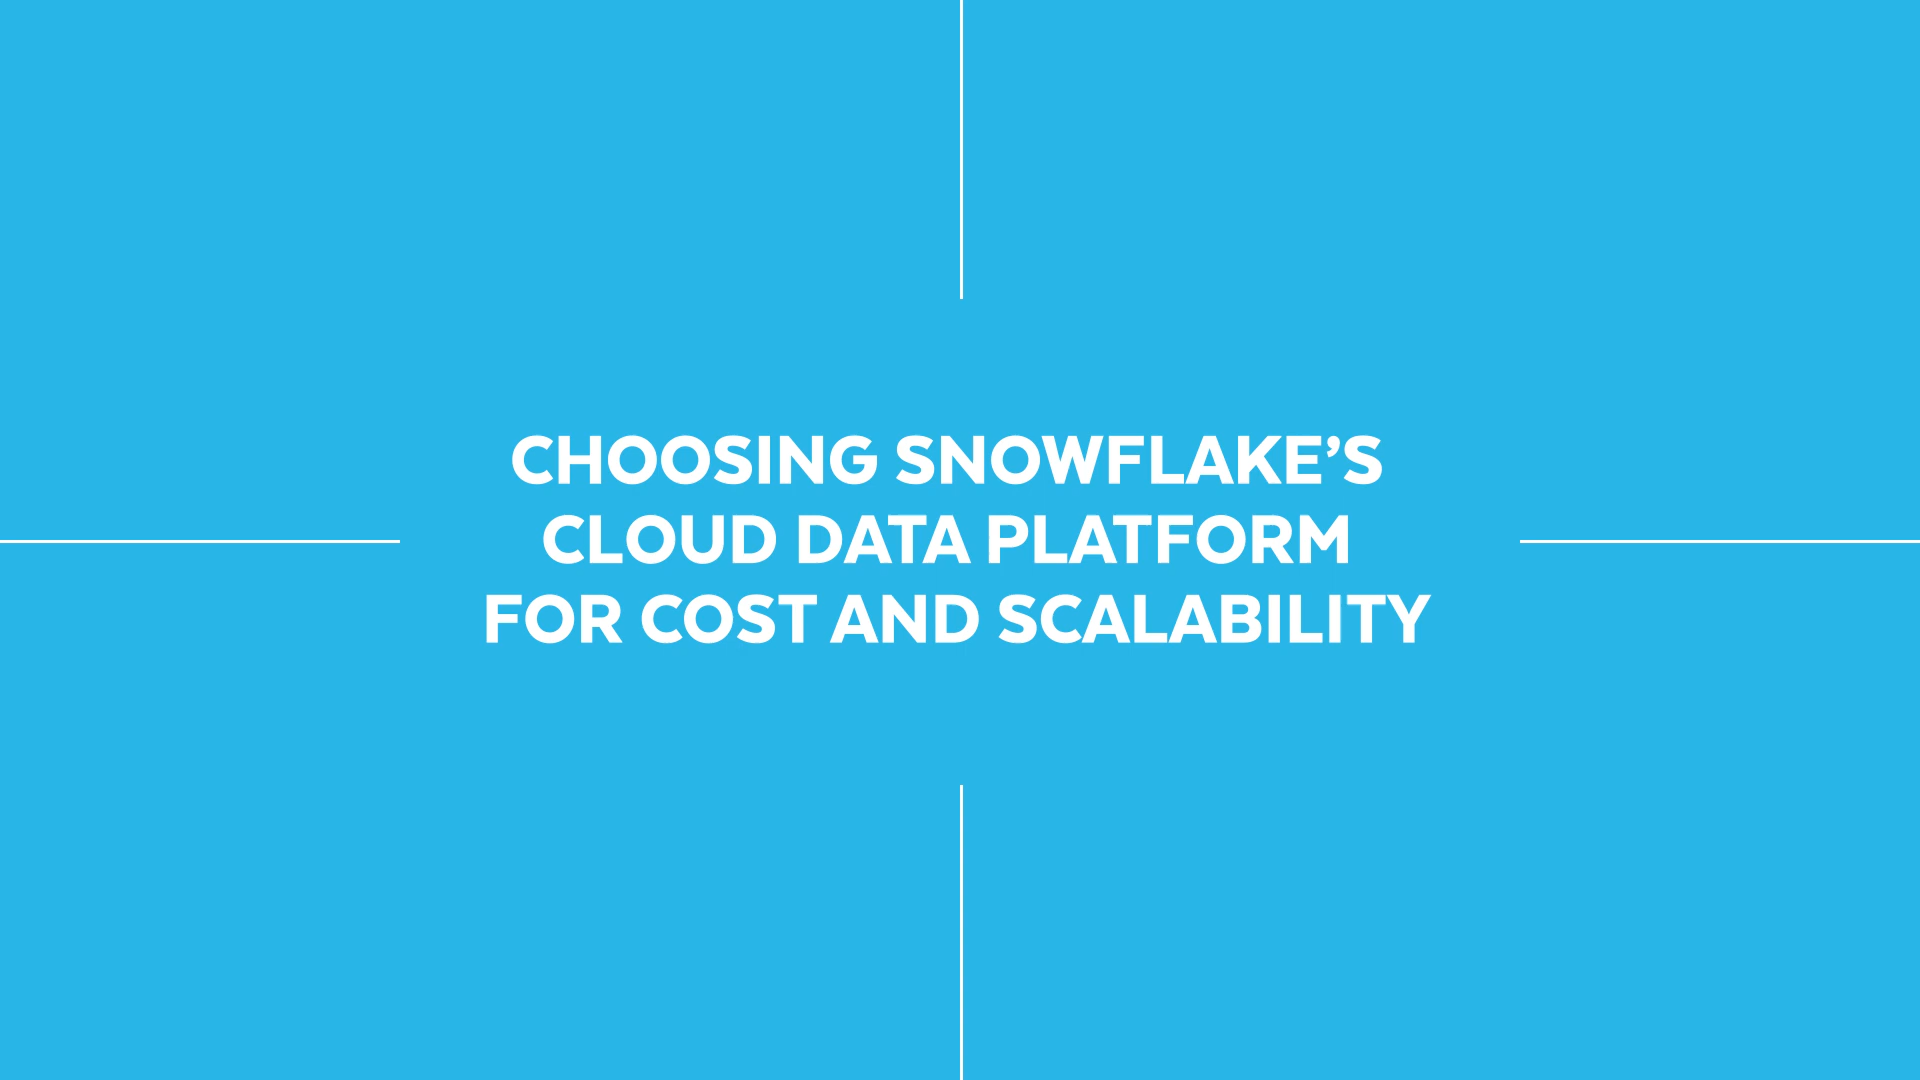 CHOOSING SNOWFLAKE’S
CLOUD DATA PLATFORM
FOR COST AND SCALABILITY